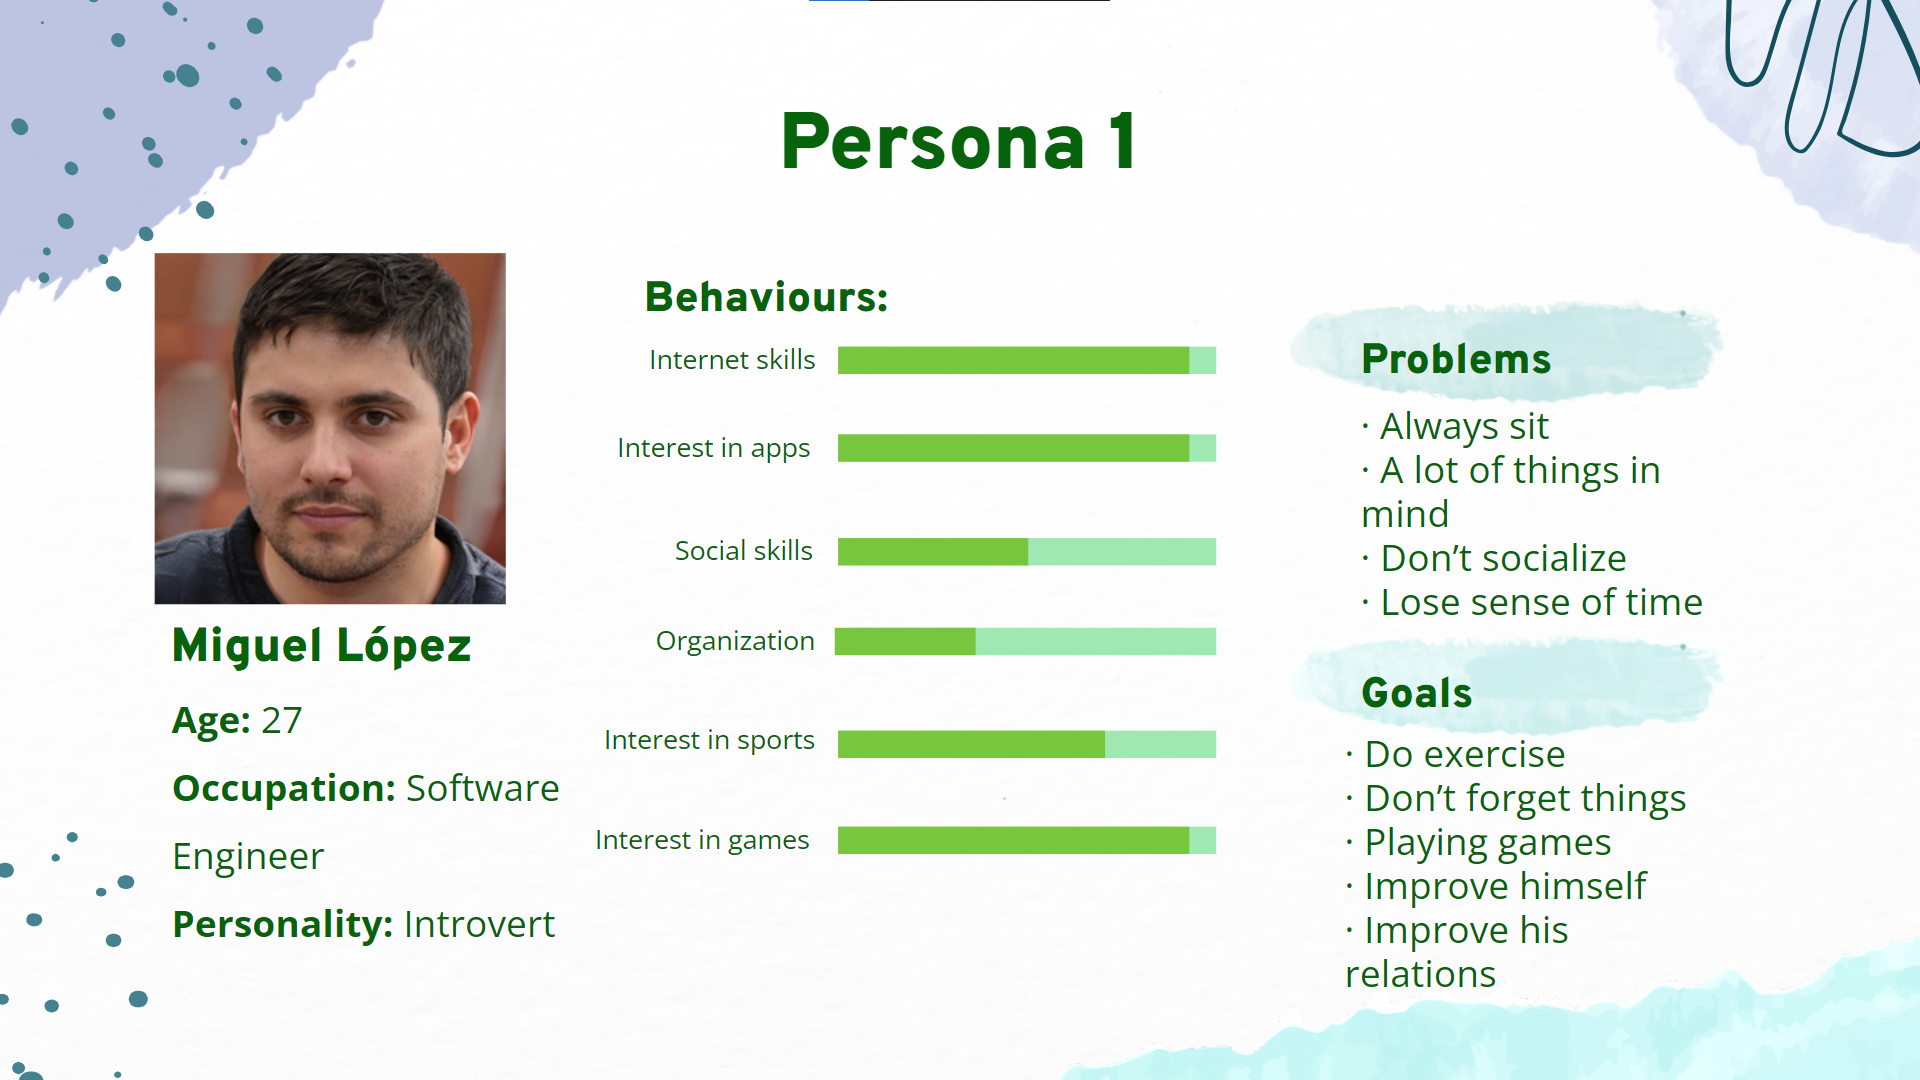 Persona 1
Miguel López
Age: 27
Occupation: Software
Engineer
Personality: Introvert
Behaviours:
Internet skills
Interest in apps
Social skills
Organization
Interest in sports
Interest in games
Problems
· Always sit
· A lot of things in
mind
· Don’t socialize
· Lose sense of time
Goals
· Do exercise
· Don’t forget things
· Playing games
· Improve himself
· Improve his
relations